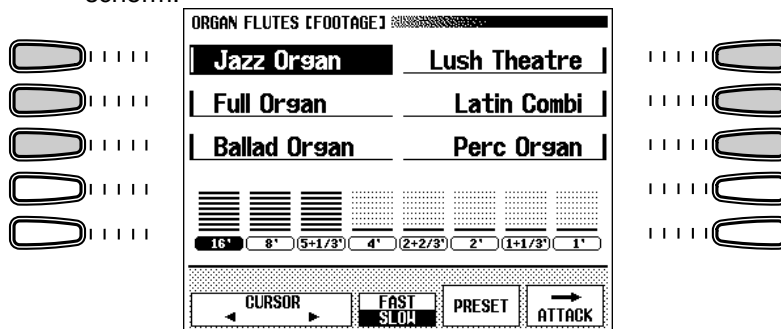 scherm.
ORGAN FLUTES [FOOTAGE]
Jazz Organ Lush Theatre
Full Organ Latin Combi
Ballad Organ Perc Organ
16' 8' 5+1/3' 4' 2+2/3' 2' 1+1/3' 1'
CURSOR FAST SLOW PRESET ATTACK